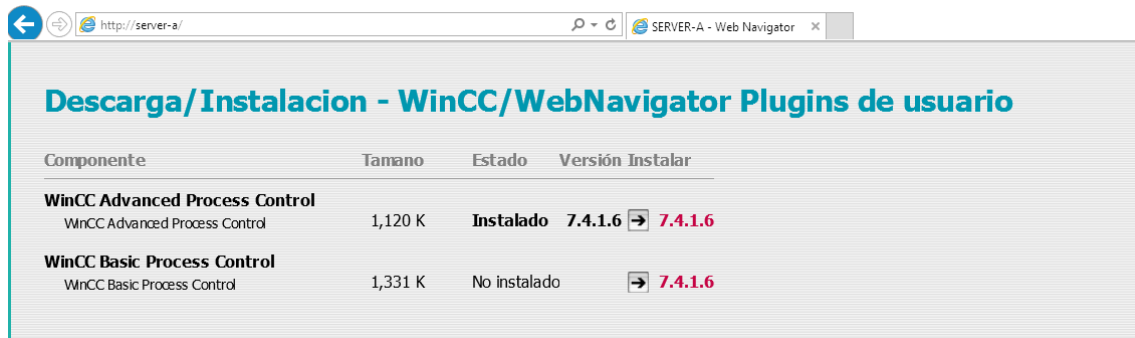 http://server-a/
SERVER-A - Web Navigator
Descarga/Instalacion - WinCC/WebNavigator Plugins de usuario
Componente Tamano Estado Versión Instalar
WinCC Advanced Process Control
WinCC Advanced Process Control 1,120 K Instalado 7.4.1.6 7.4.1.6
WinCC Basic Process Control
WinCC Basic Process Control 1,331 K No instalado 7.4.1.6